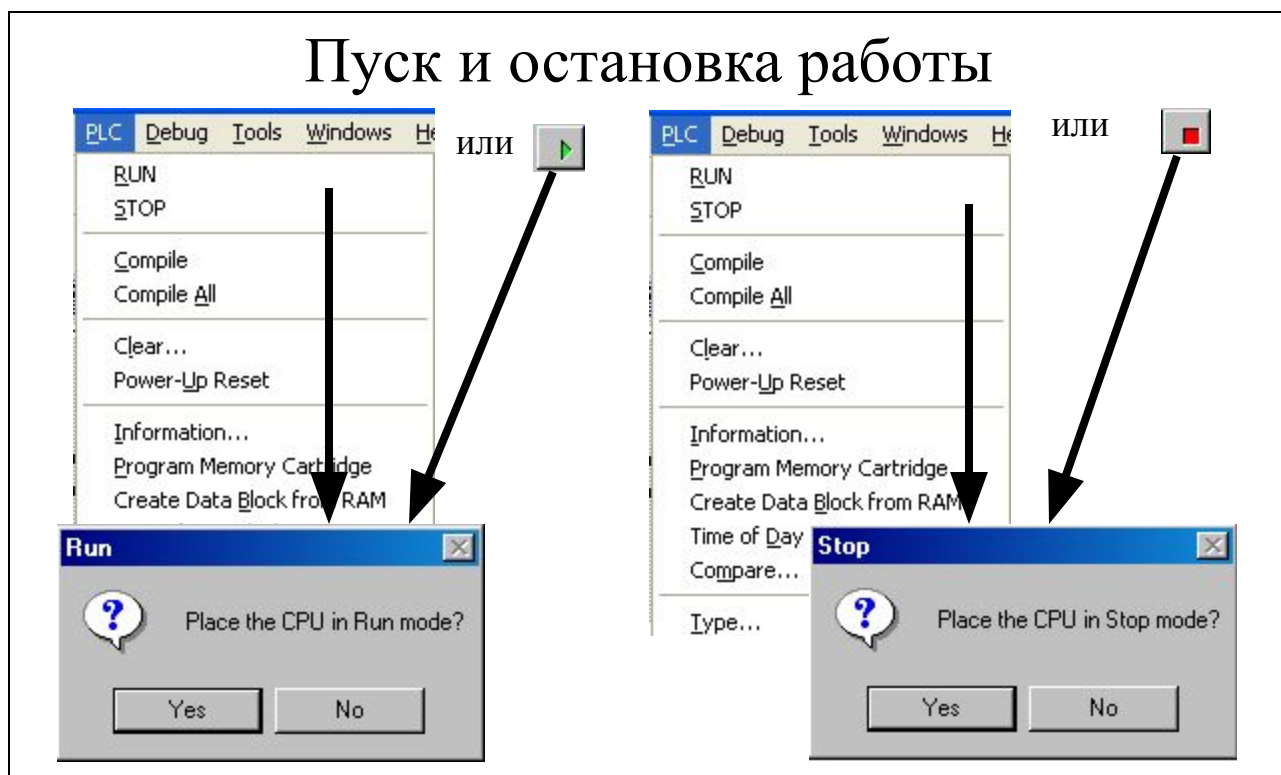 Пуск и остановка работы
PLC Debug Tools Windows He
или
RUN
STOP
Compile
Compile All
Clear...
Power-Up Reset
Information...
Program Memory Cartridge
Create Data Block from RAM
Run
Place the CPU in Run mode?
Yes No
PLC Debug Tools Windows He
или
RUN
STOP
Compile
Compile All
Clear...
Power-Up Reset
Information...
Program Memory Cartridge
Create Data Block from RAM
Time of Day
Compare...
Type...
Stop
Place the CPU in Stop mode?
Yes No